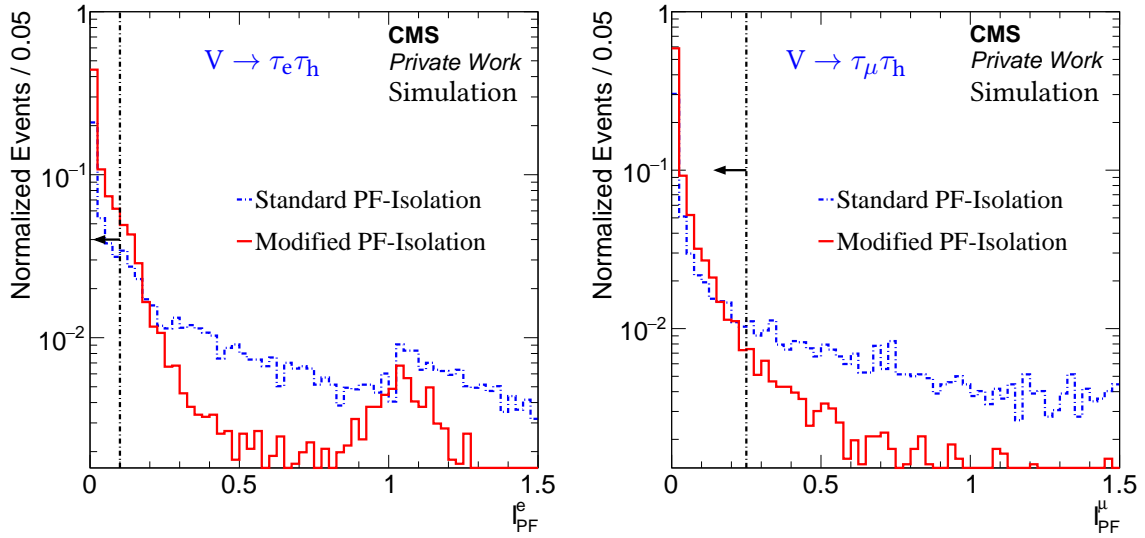 Normalized Events / 0.05
1
10⁻¹
10⁻²
CMS
Private Work
Simulation
V → τₑτₕ
Standard PF-Isolation
Modified PF-Isolation
0
0.5
1
1.5
I^e_PF
Normalized Events / 0.05
1
10⁻¹
10⁻²
CMS
Private Work
Simulation
V → τ_μτ_h
Standard PF-Isolation
Modified PF-Isolation
0
0.5
1
1.5
I^μ_PF